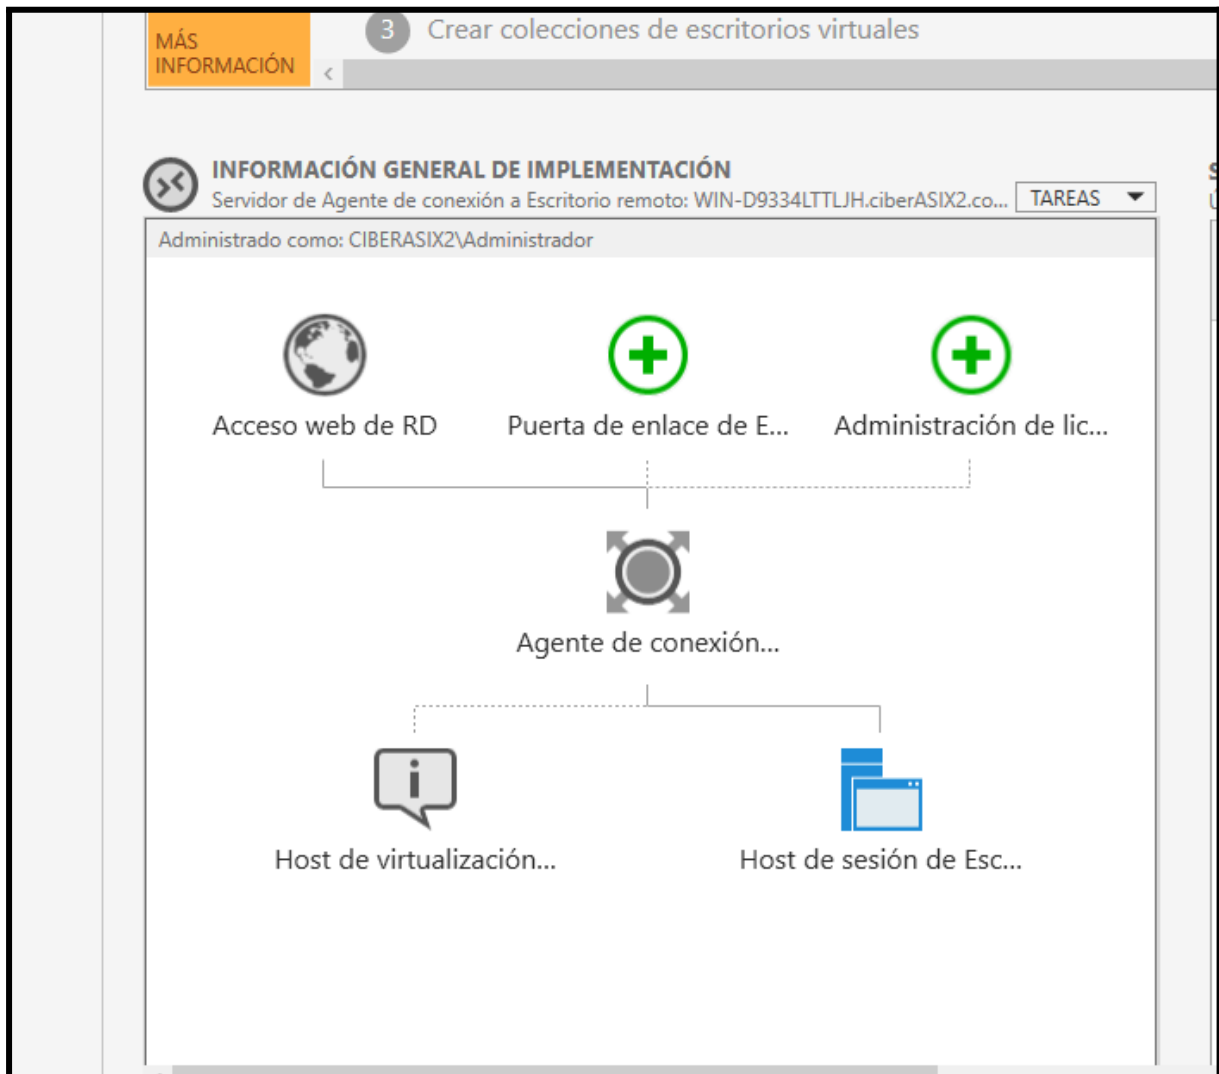 MÁS
INFORMACIÓN
3 Crear colecciones de escritorios virtuales
INFORMACIÓN GENERAL DE IMPLEMENTACIÓN
Servidor de Agente de conexión a Escritorio remoto: WIN-D9334LTTLJH.ciberASIX2.co...
TAREAS
Administrado como: CIBERASIX2\Administrador
Acceso web de RD
Puerta de enlace de E...
Administración de lic...
Agente de conexión...
Host de virtualización...
Host de sesión de Esc...